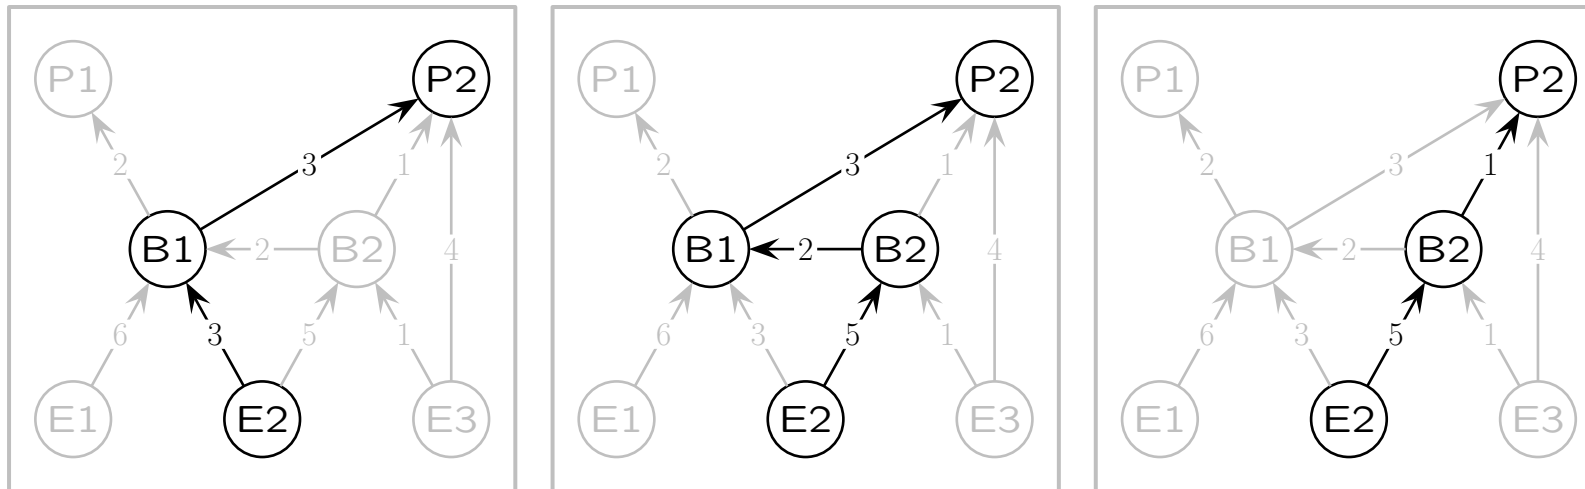 P1 P2 P1 P2 P1 P2
2 3 1 2 3 1 2 3 1
B1 2 B2 4 B1 2 B2 4 B1 2 B2 4
6 3 5 1 6 3 5 1 6 3 5 1
E1 E2 E3 E1 E2 E3 E1 E2 E3